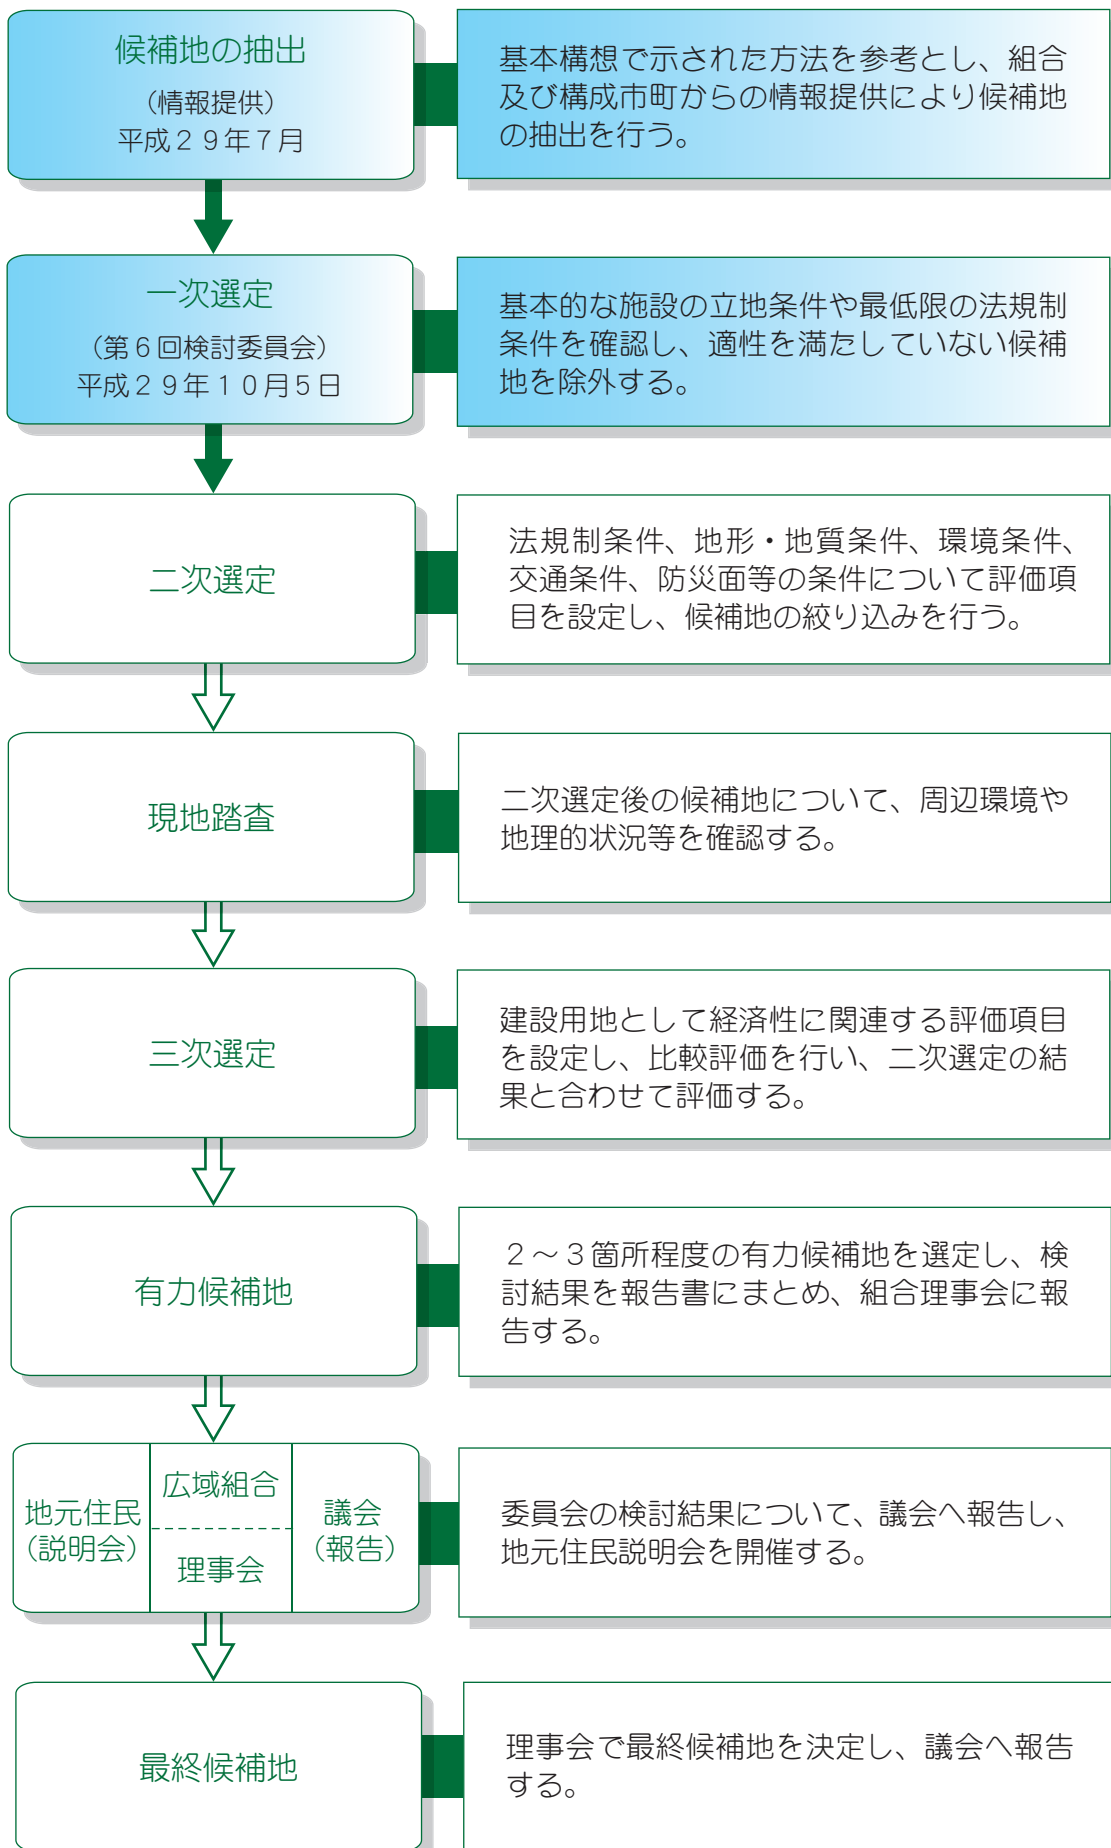 候補地の抽出
（情報提供）
平成２９年７月
基本構想で示された方法を参考とし、組合
及び構成市町からの情報提供により候補地
の抽出を行う。
一次選定
（第６回検討委員会）
平成２９年１０月５日
基本的な施設の立地条件や最低限の法規制
条件を確認し、適性を満たしていない候補
地を除外する。
二次選定
法規制条件、地形・地質条件、環境条件、
交通条件、防災面等の条件について評価項
目を設定し、候補地の絞り込みを行う。
現地踏査
二次選定後の候補地について、周辺環境や
地理的状況等を確認する。
三次選定
建設用地として経済性に関連する評価項目
を設定し、比較評価を行い、二次選定の結
果と合わせて評価する。
有力候補地
２～３箇所程度の有力候補地を選定し、検
討結果を報告書にまとめ、組合理事会に報
告する。
地元住民
（説明会）
広域組合
理事会
議会
（報告）
委員会の検討結果について、議会へ報告し、
地元住民説明会を開催する。
最終候補地
理事会で最終候補地を決定し、議会へ報告
する。